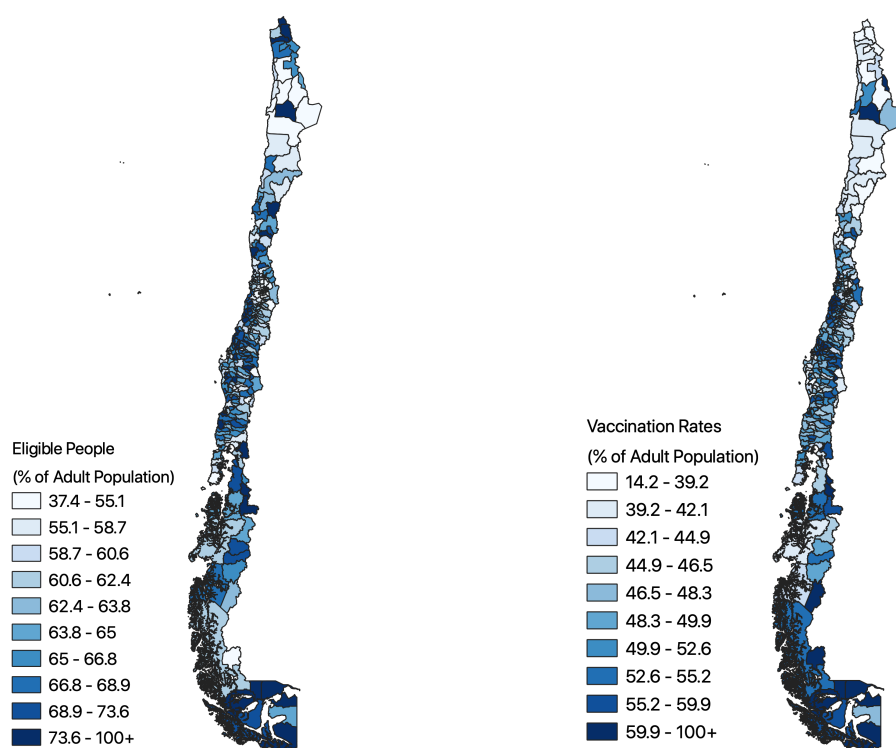 Eligible People
(% of Adult Population)
37.4 - 55.1
55.1 - 58.7
58.7 - 60.6
60.6 - 62.4
62.4 - 63.8
63.8 - 65
65 - 66.8
66.8 - 68.9
68.9 - 73.6
73.6 - 100+
Vaccination Rates
(% of Adult Population)
14.2 - 39.2
39.2 - 42.1
42.1 - 44.9
44.9 - 46.5
46.5 - 48.3
48.3 - 49.9
49.9 - 52.6
52.6 - 55.2
55.2 - 59.9
59.9 - 100+